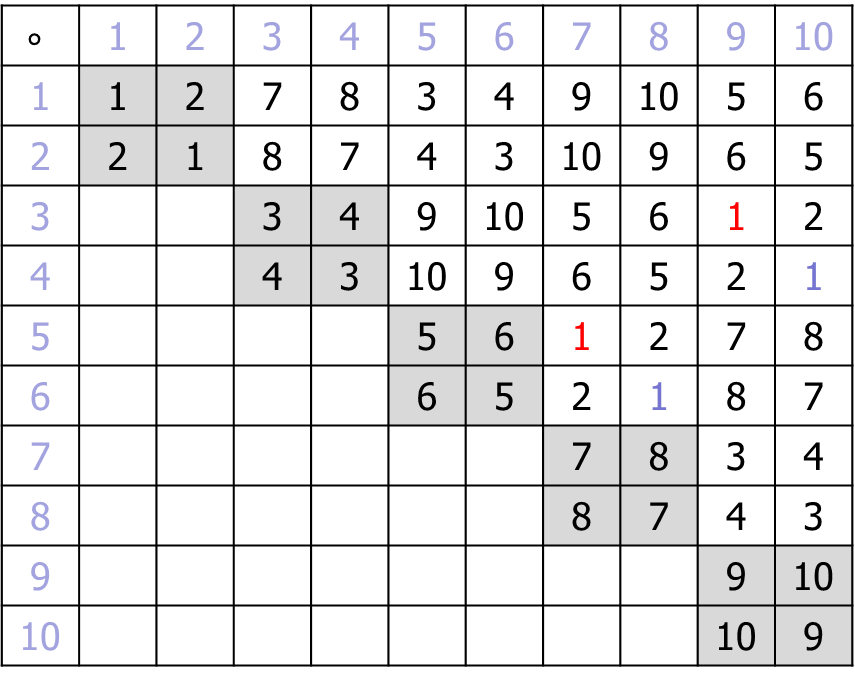 ∘ 1 2 3 4 5 6 7 8 9 10
1 1 2 7 8 3 4 9 10 5 6
2 2 1 8 7 4 3 10 9 6 5
3 3 4 9 10 5 6 1 2
4 4 3 10 9 6 5 2 1
5 5 6 1 2 7 8
6 6 5 2 1 8 7
7 7 8 3 4
8 8 7 4 3
9 9 10
10 10 9